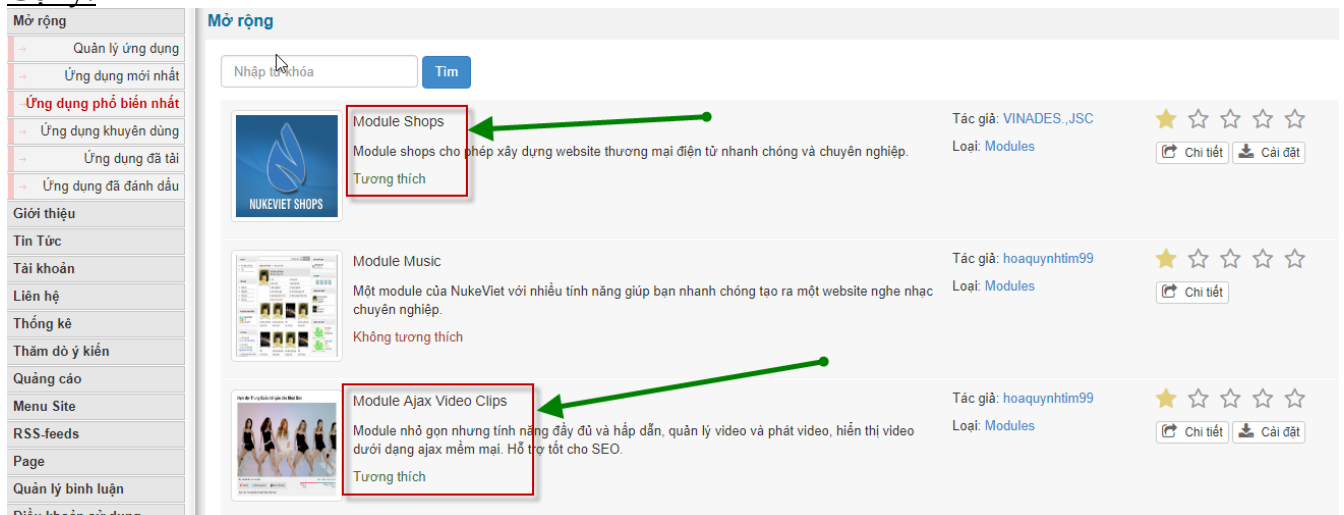 Mở rộng
Quản lý ứng dụng
Ứng dụng mới nhất
Ứng dụng phổ biến nhất
Ứng dụng khuyên dùng
Ứng dụng đã tải
Ứng dụng đã đánh dấu
Giới thiệu
Tin Tức
Tài khoản
Liên hệ
Thống kê
Thăm dò ý kiến
Quảng cáo
Menu Site
RSS-feeds
Page
Quản lý bình luận
Điều khoản sử dụng
Mở rộng
Nhập từ khóa
Tìm
NUKEVIET SHOPS
Module Shops
Module shops cho phép xây dựng website thương mại điện tử nhanh chóng và chuyên nghiệp.
Tương thích
Tác giả: VINADES.,JSC
Loại: Modules
Chi tiết
Cài đặt
Module Music
Một module của NukeViet với nhiều tính năng giúp bạn nhanh chóng tạo ra một website nghe nhạc
chuyên nghiệp.
Không tương thích
Tác giả: hoaquynhtim99
Loại: Modules
Chi tiết
Module Ajax Video Clips
Module nhỏ gọn nhưng tính năng đầy đủ và hấp dẫn, quản lý video và phát video, hiển thị video
dưới dạng ajax mềm mại. Hỗ trợ tốt cho SEO.
Tương thích
Tác giả: hoaquynhtim99
Loại: Modules
Chi tiết
Cài đặt